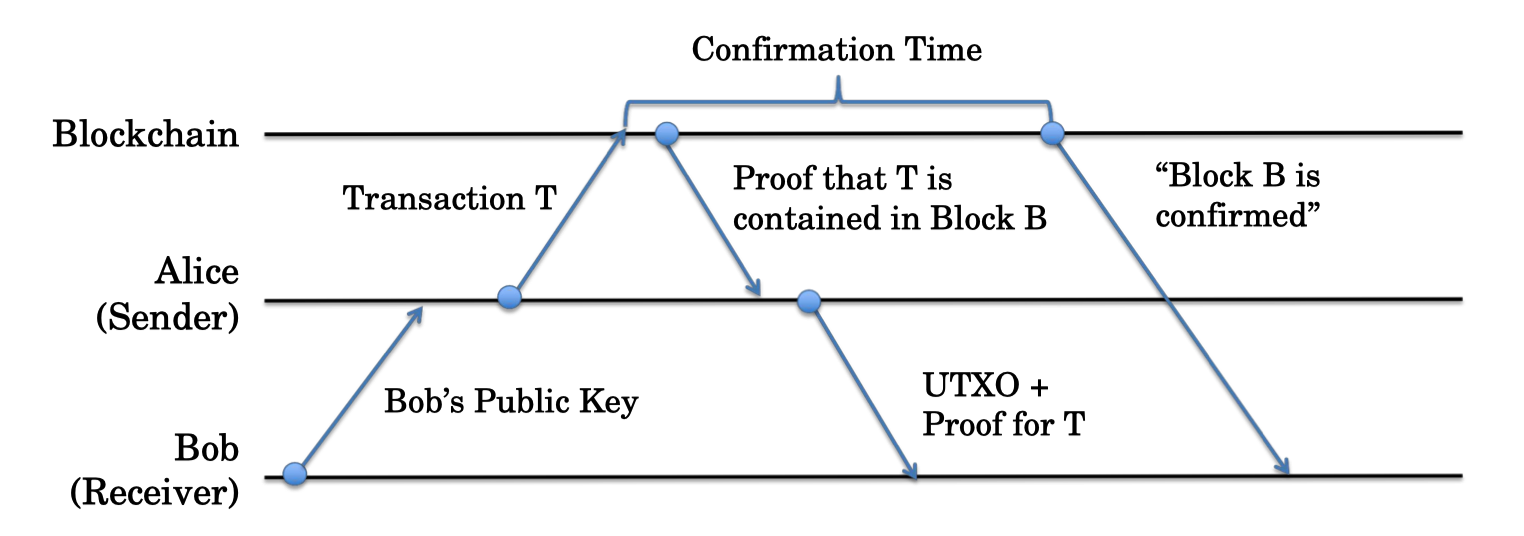 Confirmation Time
Blockchain
Transaction T
Proof that T is
contained in Block B
“Block B is
confirmed”
Alice
(Sender)
Bob’s Public Key
UTXO +
Proof for T
Bob
(Receiver)